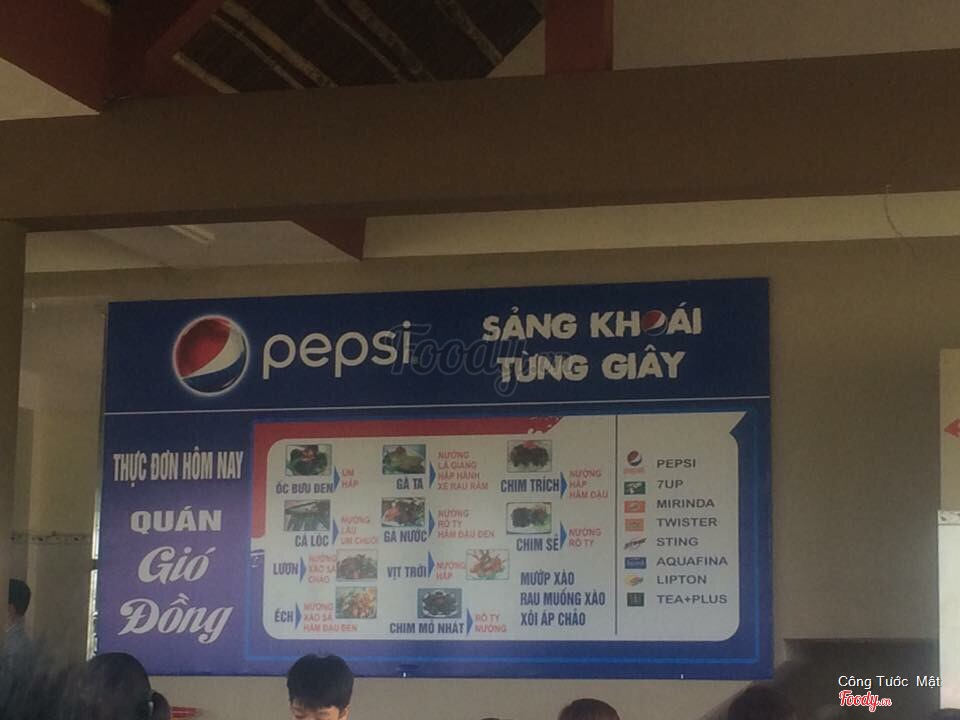 pepsi
SẢNG KHOÁI
TỪNG GIÂY
THỰC ĐƠN HÔM NAY
QUÁN
Gió
Đồng
ỐC BƯU ĐEN
UM
HẤP
GÀ TA
NƯỚNG
LÁ GIANG
HẤP HÀNH
XÉ RAU RĂM
CHIM TRÍCH
NƯỚNG
HẤP
HẦM ĐẬU
CÁ LÓC
NƯỚNG
LẨU
UM CHUỐI
GÀ NƯỚC
NƯỚNG
RÔ TY
HẦM ĐẬU ĐEN
CHIM SẺ
NƯỚNG
RÔ TY
LƯƠN
NƯỚNG
XÀO SẢ
CHÁO
VỊT TRỜI
NƯỚNG
HẤP
ẾCH
NƯỚNG
XÀO SẢ
HẦM ĐẬU ĐEN
CHIM MỎ NHÁT
RÔ TY
NƯỚNG
MƯỚP XÀO
RAU MUỐNG XÀO
XÔI ÁP CHẢO
PEPSI
7UP
MIRINDA
TWISTER
STING
AQUAFINA
LIPTON
TEA+PLUS
Foody.vn
Công Tước Mật
Foody.vn